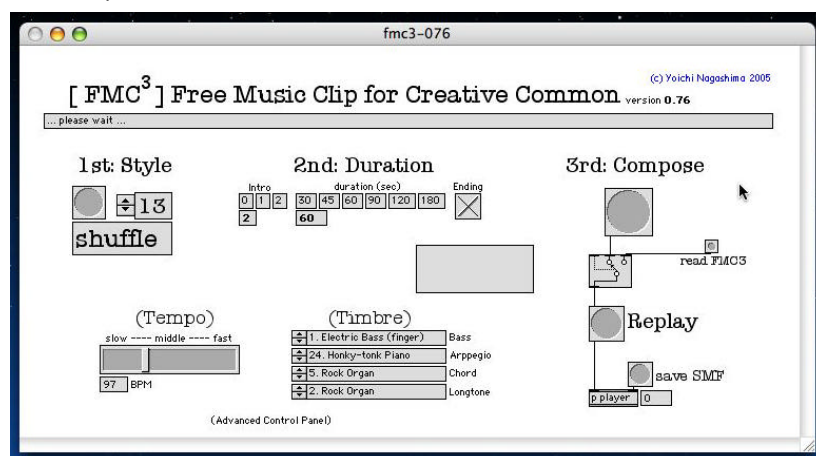 fmc3-076
(c) Yoichi Nagashima 2005
[ FMC3 ] Free Music Clip for Creative Common version 0.76
... please wait ...
1st: Style
2nd: Duration
3rd: Compose
Intro duration (sec) Ending
13
0 1 2 30 45 60 90 120 180
2 60
shuffle
read FMC3
(Tempo)
(Timbre)
Replay
slow ---- middle ---- fast
1. Electric Bass (finger) Bass
24. Honky-tonk Piano Arppegio
5. Rock Organ Chord
2. Rock Organ Longtone
97 BPM
save SMF
p player 0
(Advanced Control Panel)